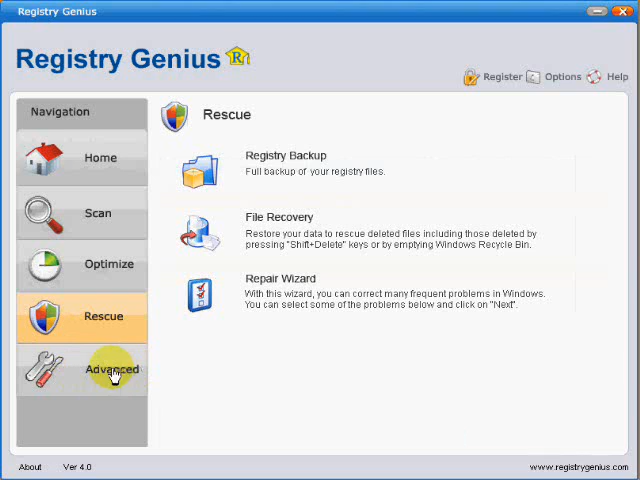 Registry Genius
Registry Genius
Register Options Help
Navigation
Home
Scan
Optimize
Rescue
Advanced
Rescue
Registry Backup
Full backup of your registry files.
File Recovery
Restore your data to rescue deleted files including those deleted by
pressing "Shift+Delete" keys or by emptying Windows Recycle Bin.
Repair Wizard
With this wizard, you can correct many frequent problems in Windows.
You can select some of the problems below and click on "Next".
About Ver 4.0 www.registrygenius.com